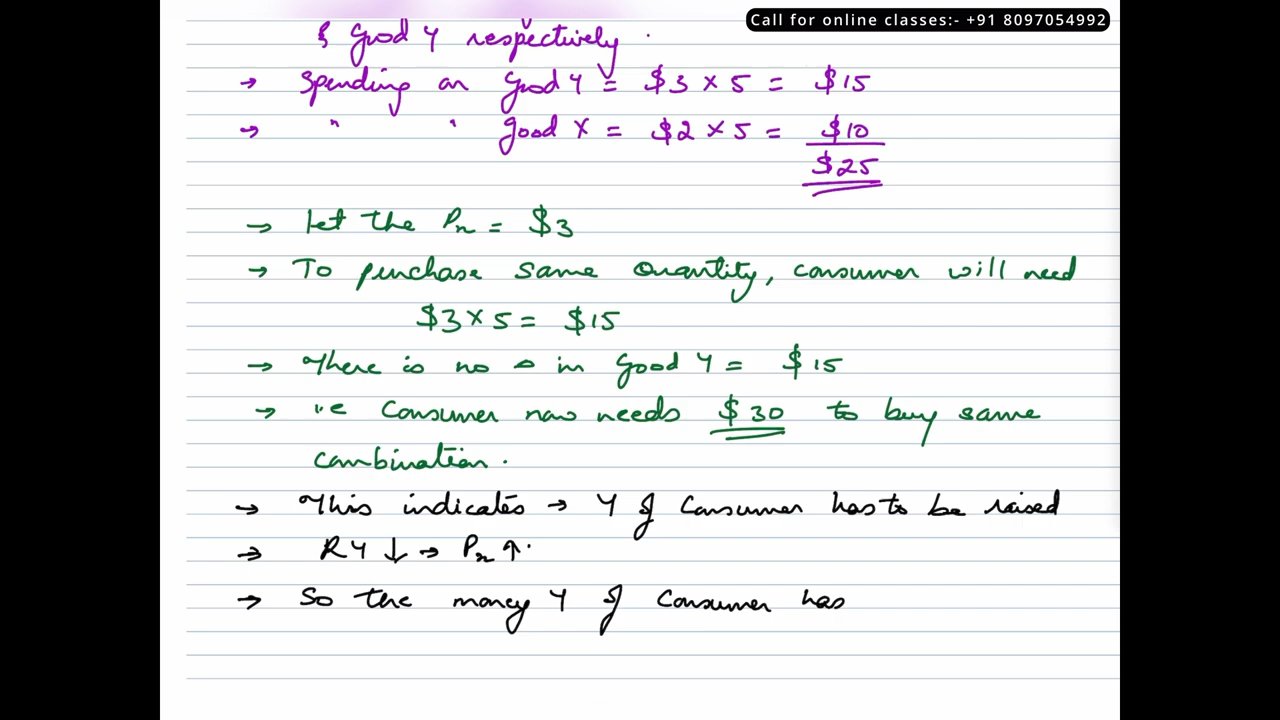 Call for online classes:- +91 8097054992
& Good Y respectively.
→ Spending on Good Y = $3 × 5 = $15
→ " " good X = $2 × 5 = $10
$25
→ Let the Px = $3
→ To purchase same Quantity, consumer will need
$3 × 5 = $15
→ There is no Δ in Good Y = $15
→ ie Consumer now needs $30 to buy same
combination.
→ This indicates → Y of Consumer has to be raised
→ RY ↓ → Px ↑.
→ So the money Y of Consumer has